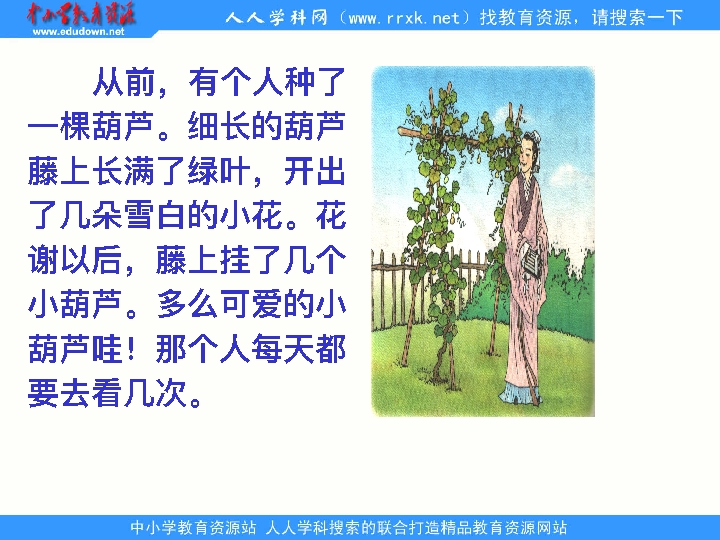 中小学教育资源
www.edudown.net
人人学科网（www.rrxk.net）找教育资源，请搜索一下
从前，有个人种了
一棵葫芦。细长的葫芦
藤上长满了绿叶，开出
了几朵雪白的小花。花
谢以后，藤上挂了几个
小葫芦。多么可爱的小
葫芦哇！那个人每天都
要去看几次。
中小学教育资源站 人人学科搜索的联合打造精品教育资源网站